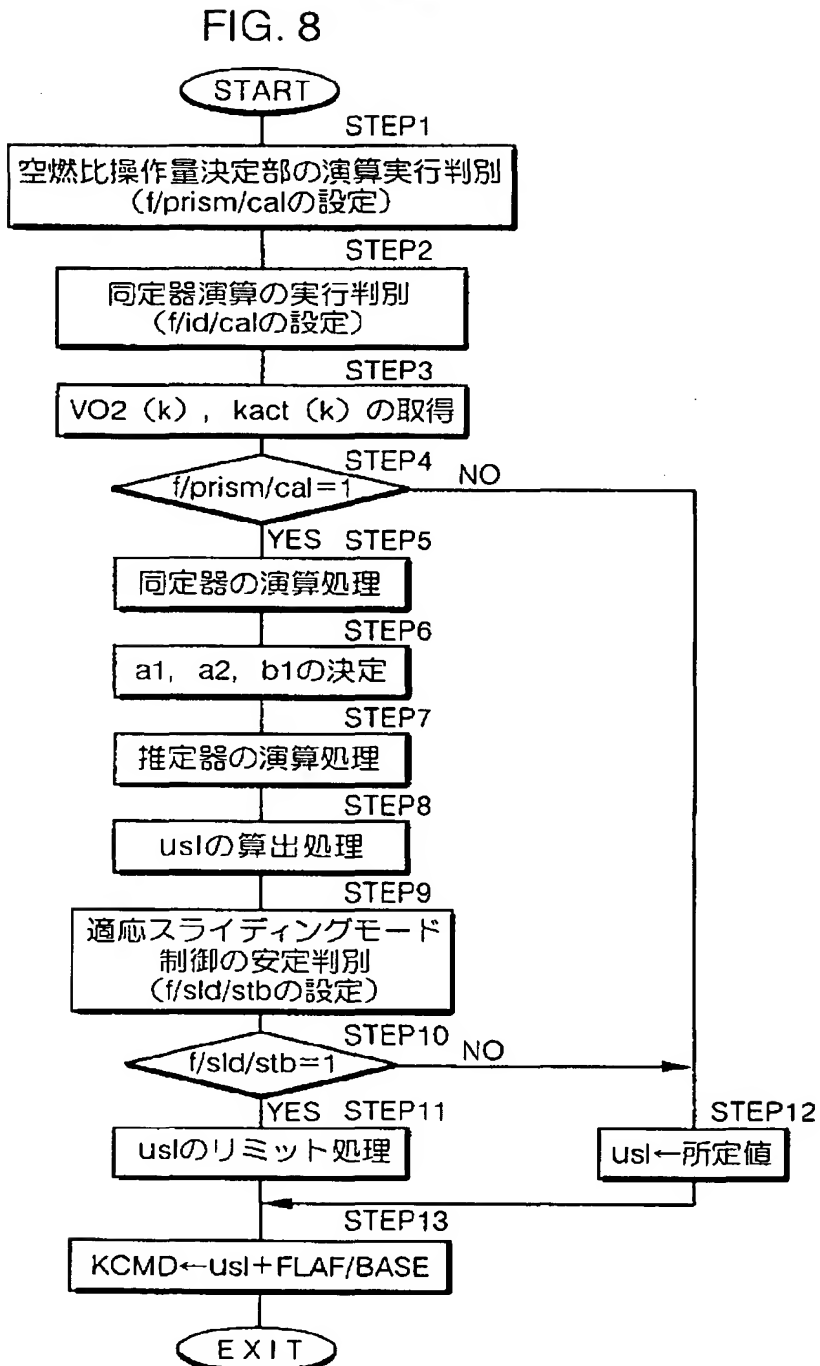 FIG. 8
START
STEP1
空燃比操作量決定部の演算実行判別
(f/prism/calの設定)
STEP2
同定器演算の実行判別
(f/id/calの設定)
STEP3
VO2 (k) , kact (k) の取得
STEP4
f/prism/cal=1
NO
YES STEP5
同定器の演算処理
STEP6
a1, a2, b1の決定
STEP7
推定器の演算処理
STEP8
uslの算出処理
STEP9
適応スライディングモード
制御の安定判別
(f/sld/stbの設定)
STEP10
f/sld/stb=1
NO
YES STEP11
uslのリミット処理
STEP12
usl←所定値
STEP13
KCMD←usl+FLAF/BASE
EXIT